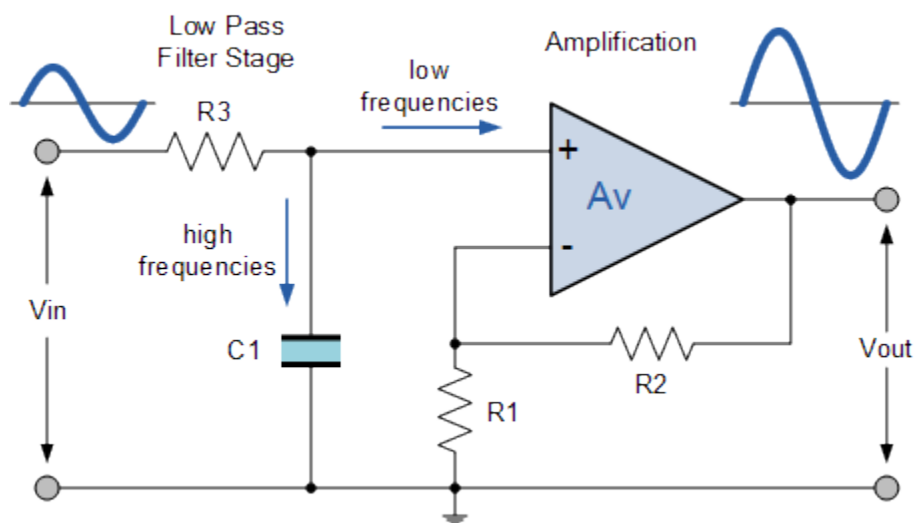 Low Pass
Filter Stage
Amplification
low
frequencies
R3
+
Av
-
high
frequencies
Vin
C1
R1
R2
Vout